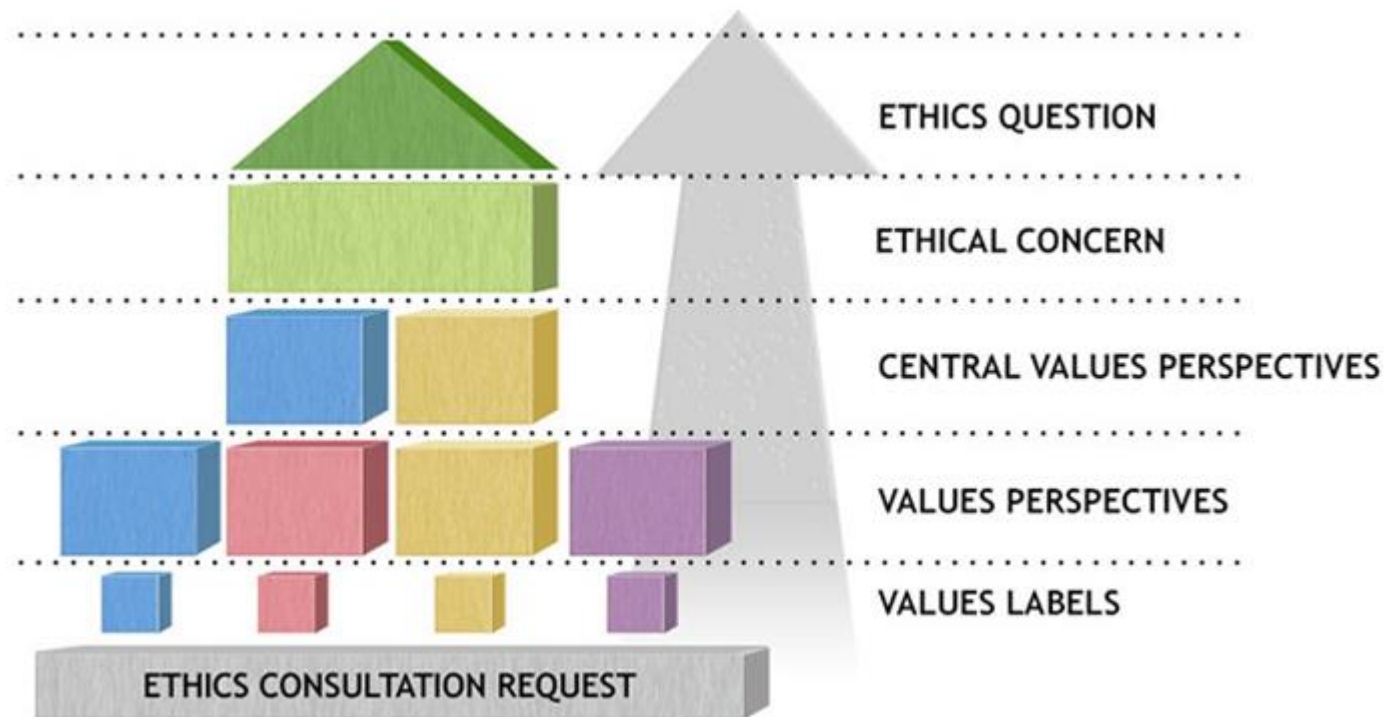 ETHICS QUESTION
ETHICAL CONCERN
CENTRAL VALUES PERSPECTIVES
VALUES PERSPECTIVES
VALUES LABELS
ETHICS CONSULTATION REQUEST